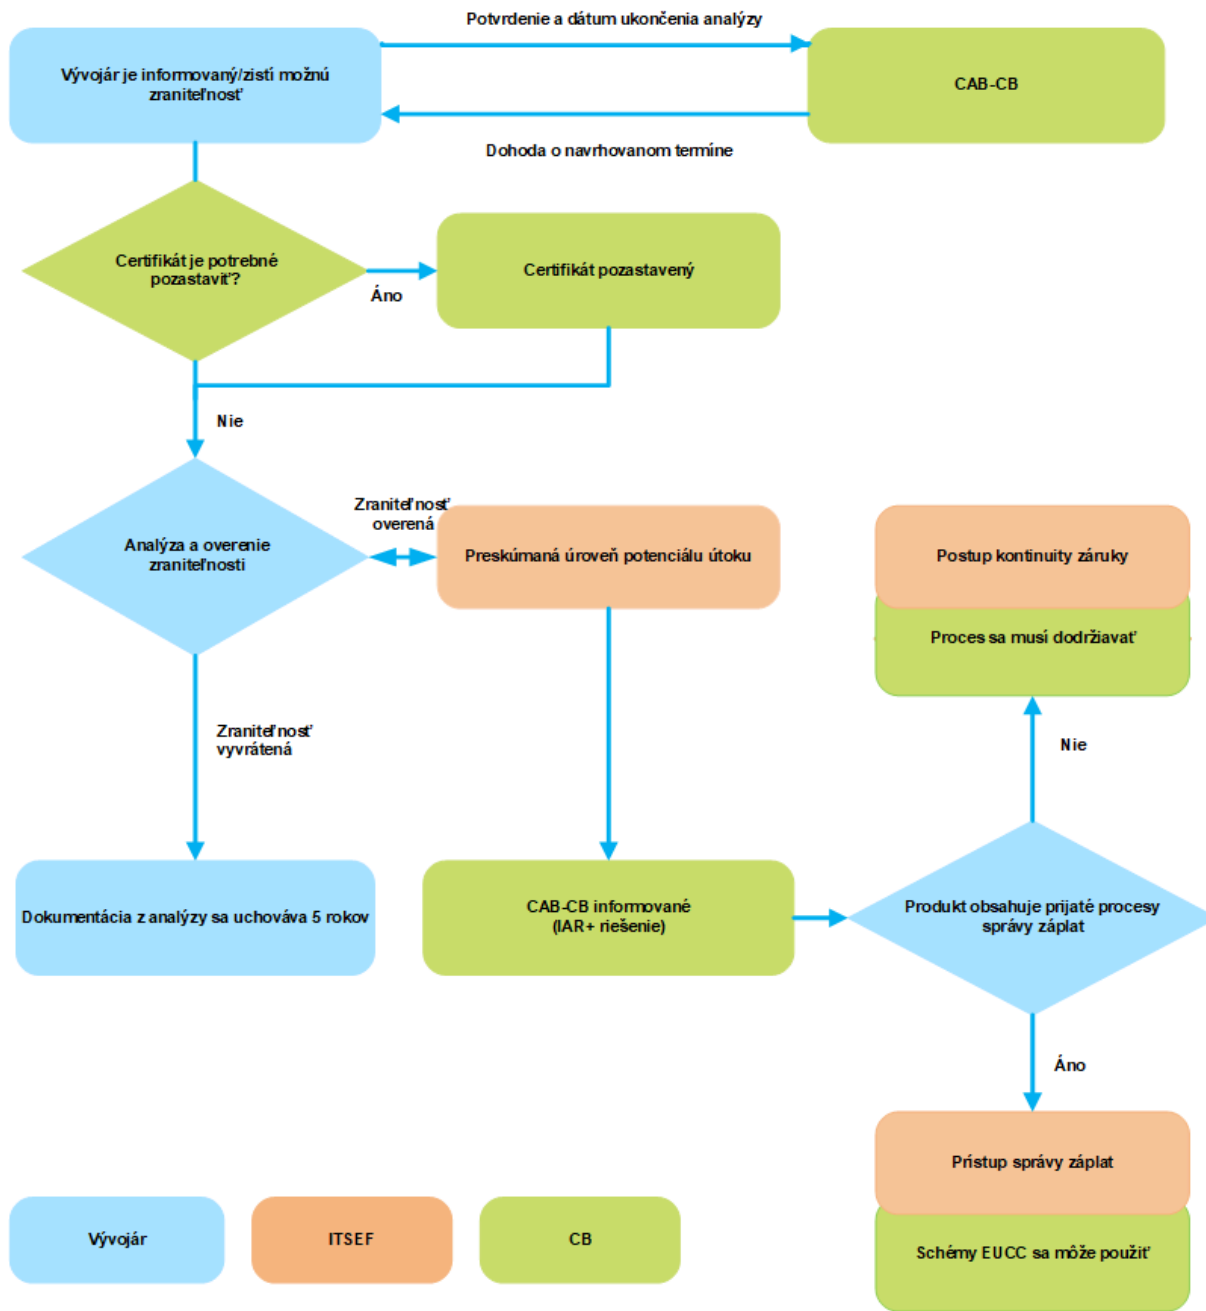 Potvrdenie a dátum ukončenia analýzy
Vývojár je informovaný/zistí možnú
zraniteľnosť
CAB-CB
Dohoda o navrhovanom termíne
Certifikát je potrebné
pozastaviť?
Áno
Certifikát pozastavený
Nie
Analýza a overenie
zraniteľnosti
Zraniteľnosť
overená
Preskúmaná úroveň potenciálu útoku
Postup kontinuity záruky
Proces sa musí dodržiavať
Zraniteľnosť
vyvrátená
Nie
Dokumentácia z analýzy sa uchováva 5 rokov
CAB-CB informované
(IAR+ riešenie)
Produkt obsahuje prijaté procesy
správy záplat
Áno
Prístup správy záplat
Schémy EUCC sa môže použiť
Vývojár
ITSEF
CB